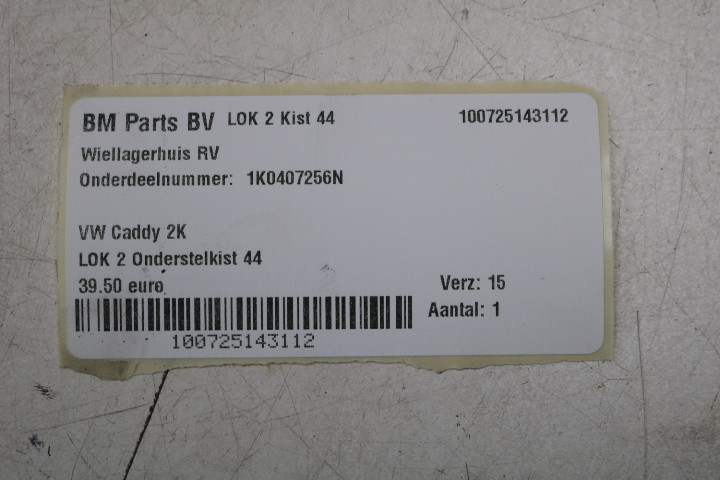 BM Parts BV LOK 2 Kist 44 100725143112
Wiellagerhuis RV
Onderdeelnummer: 1K0407256N
VW Caddy 2K
LOK 2 Onderstelkist 44
39.50 euro Verz: 15
Aantal: 1
100725143112